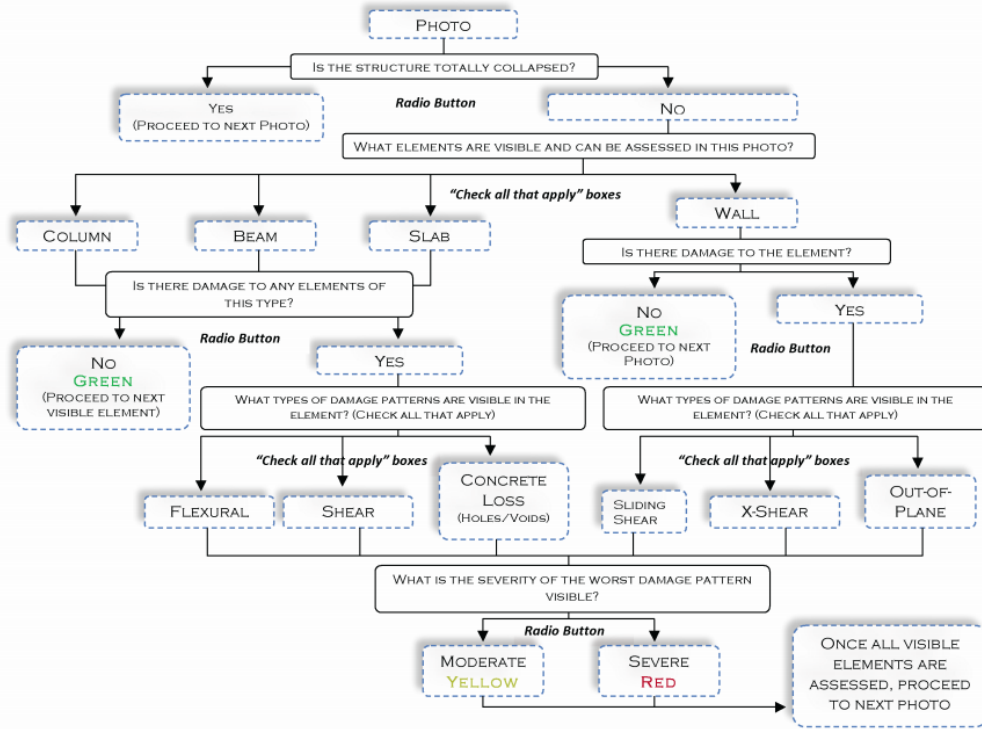 PHOTO
IS THE STRUCTURE TOTALLY COLLAPSED?
YES
(PROCEED TO NEXT PHOTO)
Radio Button
NO
WHAT ELEMENTS ARE VISIBLE AND CAN BE ASSESSED IN THIS PHOTO?
"Check all that apply" boxes
COLUMN
BEAM
SLAB
WALL
IS THERE DAMAGE TO ANY ELEMENTS OF
THIS TYPE?
IS THERE DAMAGE TO THE ELEMENT?
Radio Button
NO
GREEN
(PROCEED TO NEXT
VISIBLE ELEMENT)
YES
NO
GREEN
(PROCEED TO NEXT
PHOTO)
Radio Button
YES
WHAT TYPES OF DAMAGE PATTERNS ARE VISIBLE IN THE
ELEMENT? (CHECK ALL THAT APPLY)
WHAT TYPES OF DAMAGE PATTERNS ARE VISIBLE IN THE
ELEMENT? (CHECK ALL THAT APPLY)
"Check all that apply" boxes
FLEXURAL
SHEAR
CONCRETE
LOSS
(HOLES/VOIDS)
"Check all that apply" boxes
SLIDING
SHEAR
X-SHEAR
OUT-OF-
PLANE
WHAT IS THE SEVERITY OF THE WORST DAMAGE PATTERN
VISIBLE?
Radio Button
MODERATE
YELLOW
SEVERE
RED
ONCE ALL VISIBLE
ELEMENTS ARE
ASSESSED, PROCEED
TO NEXT PHOTO